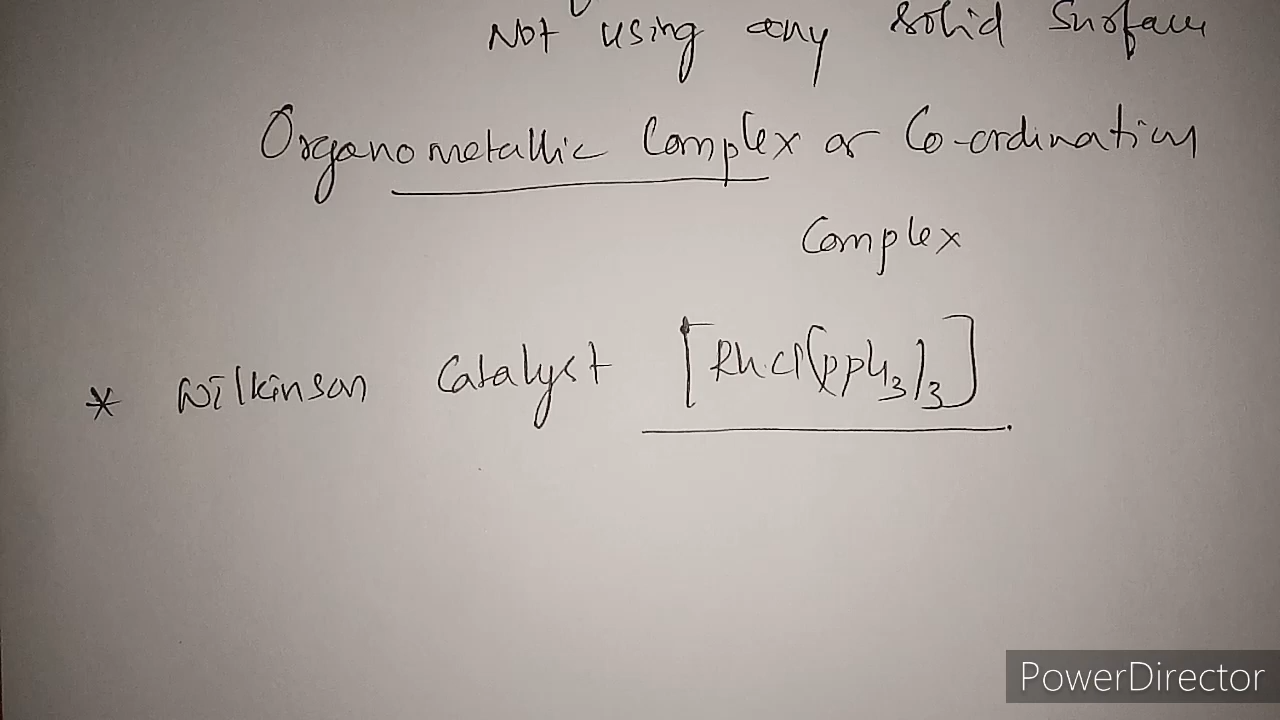 Not using any solid surface
Organometallic Complex or Co-ordination
Complex
* Wilkinson Catalyst [RhCl(PPh3)3]
PowerDirector